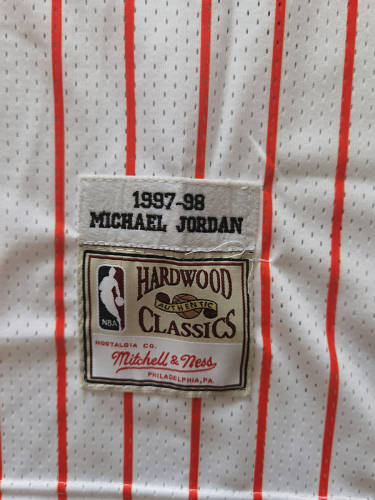 1997-98
MICHAEL JORDAN
HARDWOOD
AUTHENTIC
CLASSICS
NBA
NOSTALGIA CO.
Mitchell & Ness
PHILADELPHIA, PA.